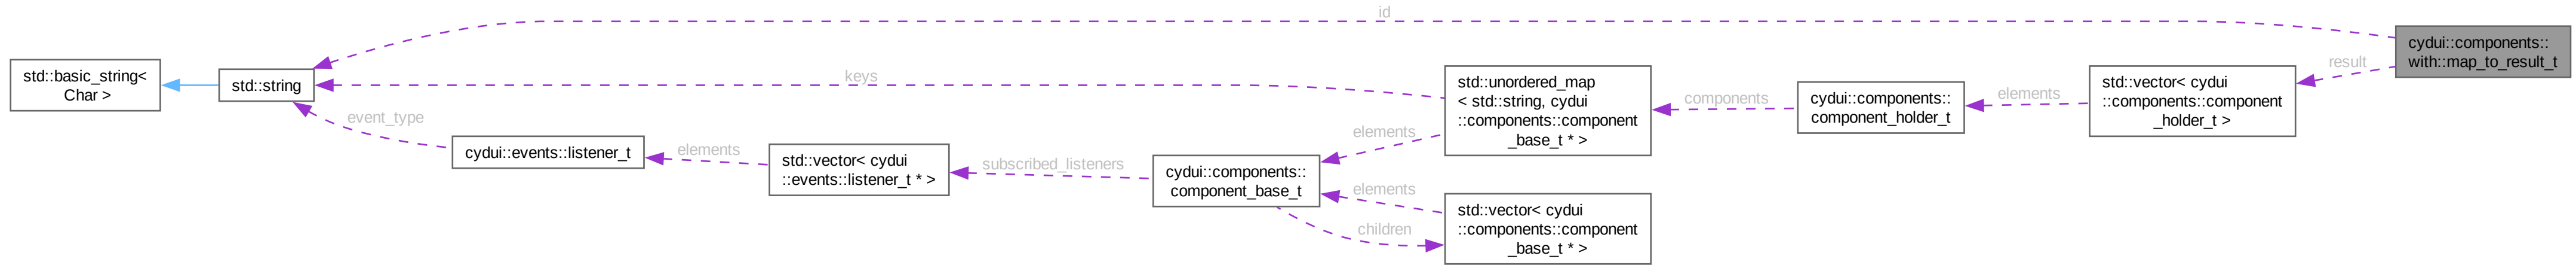 id
cydui::components::
with::map_to_result_t
std::basic_string<
Char >
std::string
keys
std::unordered_map
< std::string, cydui
::components::component
_base_t * >
components
cydui::components::
component_holder_t
elements
std::vector< cydui
::components::component
_holder_t >
result
event_type
cydui::events::listener_t
elements
std::vector< cydui
::events::listener_t * >
subscribed_listeners
cydui::components::
component_base_t
elements
elements
children
std::vector< cydui
::components::component
_base_t * >